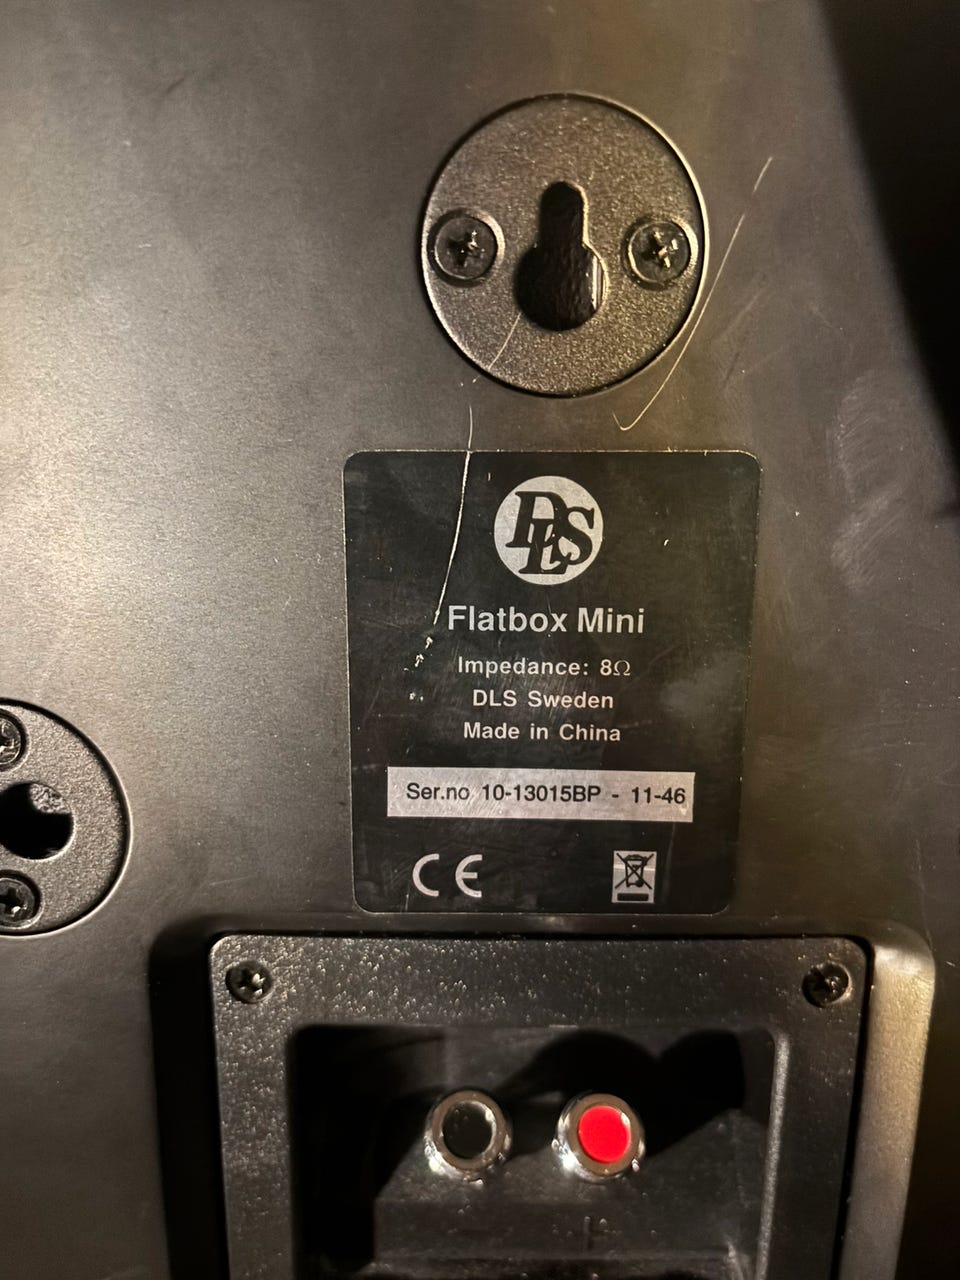 DLS
Flatbox Mini
Impedance: 8Ω
DLS Sweden
Made in China
Ser.no 10-13015BP - 11-46
CE